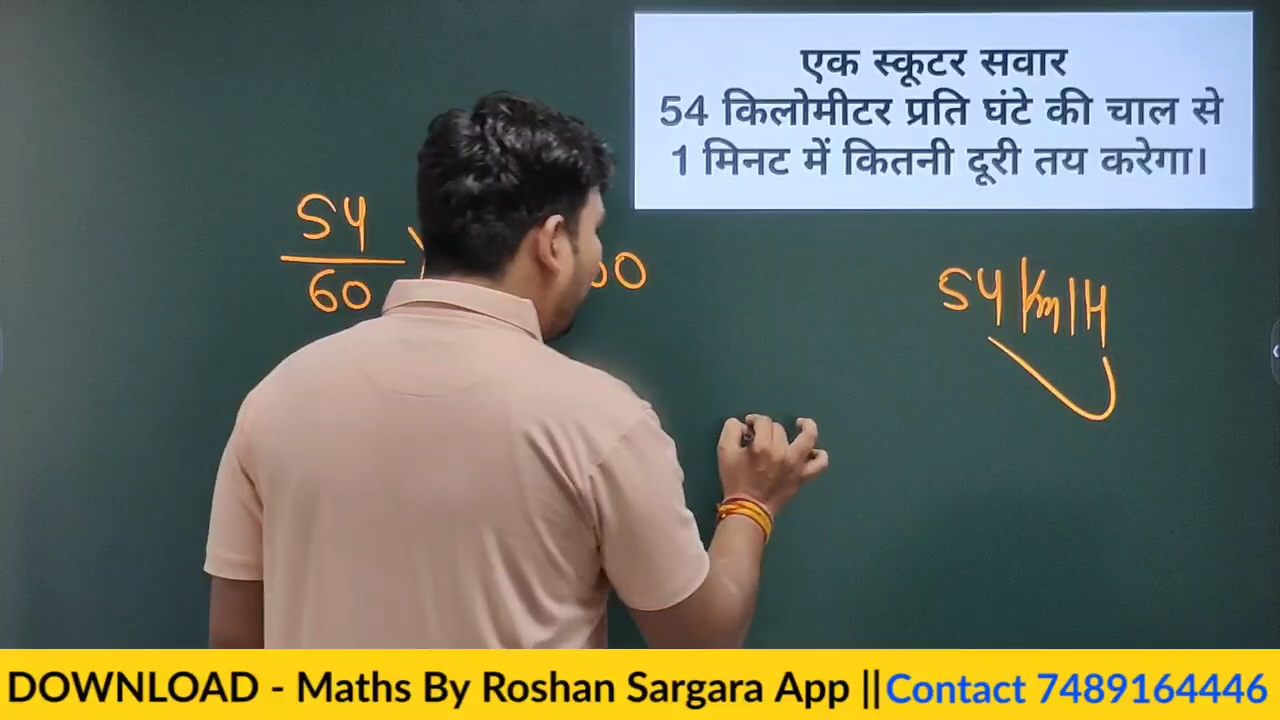 एक स्कूटर सवार
54 किलोमीटर प्रति घंटे की चाल से
1 मिनट में कितनी दूरी तय करेगा।
54
60
54 km/H
DOWNLOAD - Maths By Roshan Sargara App || Contact 7489164446